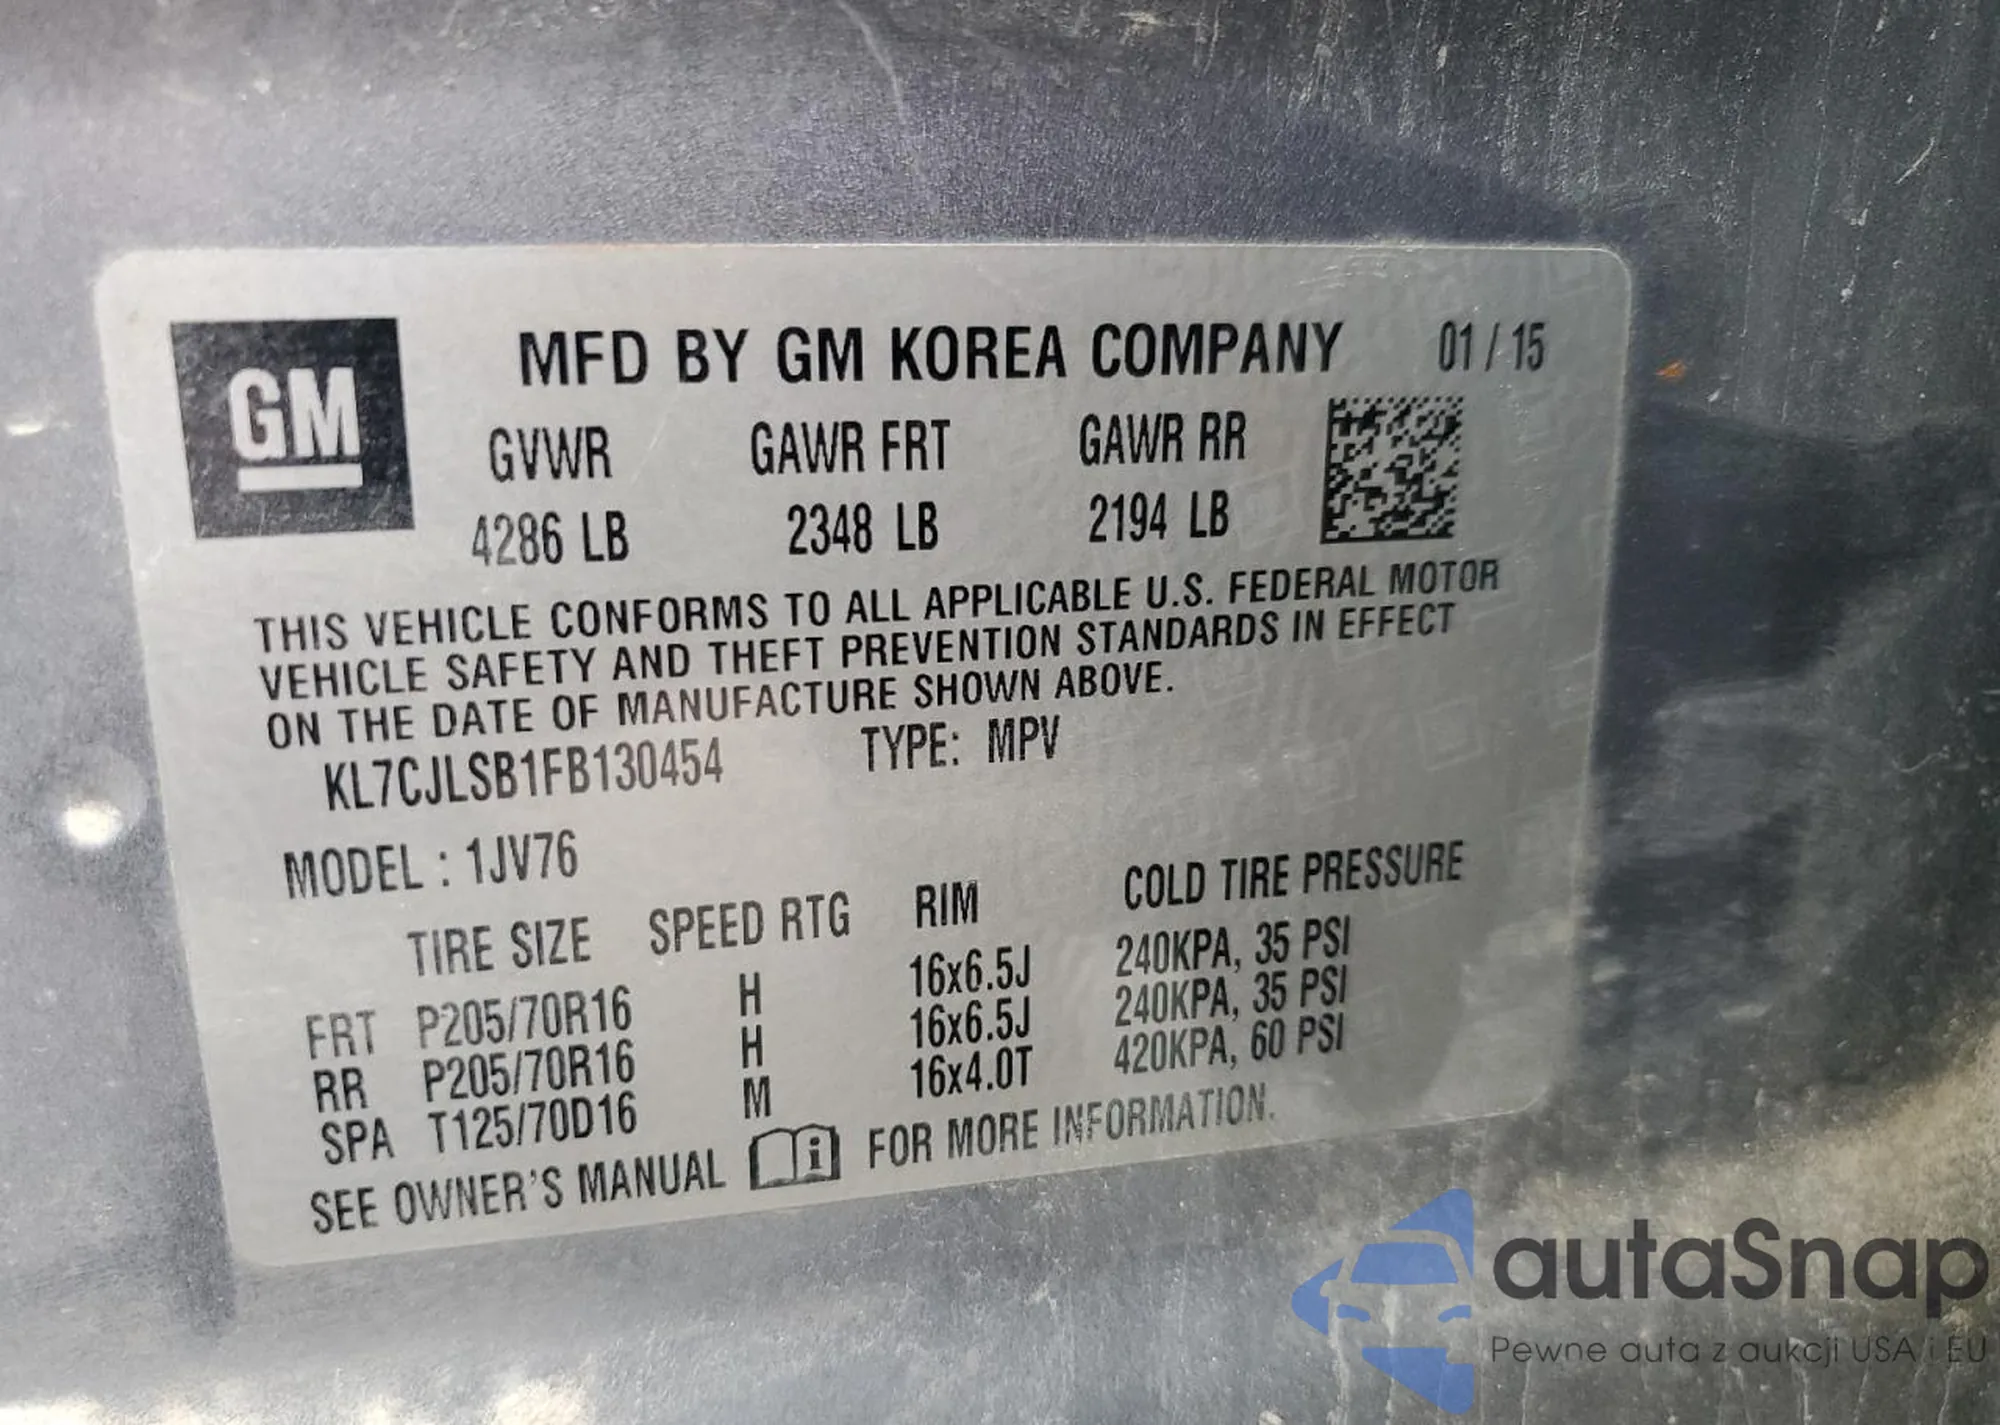 GM
MFD BY GM KOREA COMPANY 01 / 15
GVWR GAWR FRT GAWR RR
4286 LB 2348 LB 2194 LB
THIS VEHICLE CONFORMS TO ALL APPLICABLE U.S. FEDERAL MOTOR
VEHICLE SAFETY AND THEFT PREVENTION STANDARDS IN EFFECT
ON THE DATE OF MANUFACTURE SHOWN ABOVE.
KL7CJLSB1FB130454 TYPE: MPV
MODEL : 1JV76
TIRE SIZE SPEED RTG RIM COLD TIRE PRESSURE
FRT P205/70R16 H 16x6.5J 240KPA, 35 PSI
RR P205/70R16 H 16x6.5J 240KPA, 35 PSI
SPA T125/70D16 M 16x4.0T 420KPA, 60 PSI
SEE OWNER'S MANUAL i FOR MORE INFORMATION.
autaSnap
Pewne auta z aukcji USA i EU